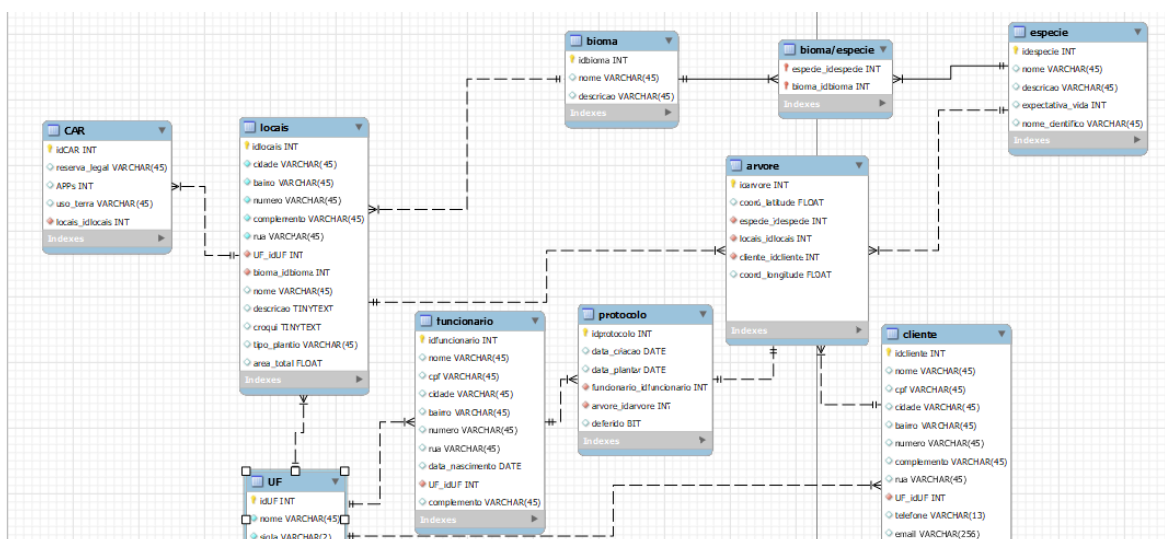 bioma
idbioma INT
nome VARCHAR(45)
descricao VARCHAR(45)
Indexes
bioma/especie
especie_idespecie INT
bioma_idbioma INT
Indexes
especie
idespecie INT
nome VARCHAR(45)
descricao VARCHAR(45)
expectativa_vida INT
nome_cientifico VARCHAR(45)
Indexes
CAR
idCAR INT
reserva_legal VARCHAR(45)
APPs INT
uso_terra VARCHAR(45)
locais_idlocais INT
Indexes
locais
idlocais INT
cidade VARCHAR(45)
bairro VARCHAR(45)
numero VARCHAR(45)
complemento VARCHAR(45)
rua VARCHAR(45)
UF_idUF INT
bioma_idbioma INT
nome VARCHAR(45)
descricao TINYTEXT
croqui TINYTEXT
tipo_plantio VARCHAR(45)
area_total FLOAT
Indexes
arvore
idarvore INT
coord_latitude FLOAT
especie_idespecie INT
locais_idlocais INT
cliente_idcliente INT
coord_longitude FLOAT
Indexes
funcionario
idfuncionario INT
nome VARCHAR(45)
cpf VARCHAR(45)
cidade VARCHAR(45)
bairro VARCHAR(45)
numero VARCHAR(45)
rua VARCHAR(45)
data_nascimento DATE
UF_idUF INT
complemento VARCHAR(45)
Indexes
protocolo
idprotocolo INT
data_criacao DATE
data_plantar DATE
funcionario_idfuncionario INT
arvore_idarvore INT
deferido BIT
Indexes
cliente
idcliente INT
nome VARCHAR(45)
cpf VARCHAR(45)
cidade VARCHAR(45)
bairro VARCHAR(45)
numero VARCHAR(45)
complemento VARCHAR(45)
rua VARCHAR(45)
UF_idUF INT
telefone VARCHAR(13)
email VARCHAR(256)
UF
idUF INT
nome VARCHAR(45)
sigla VARCHAR(2)